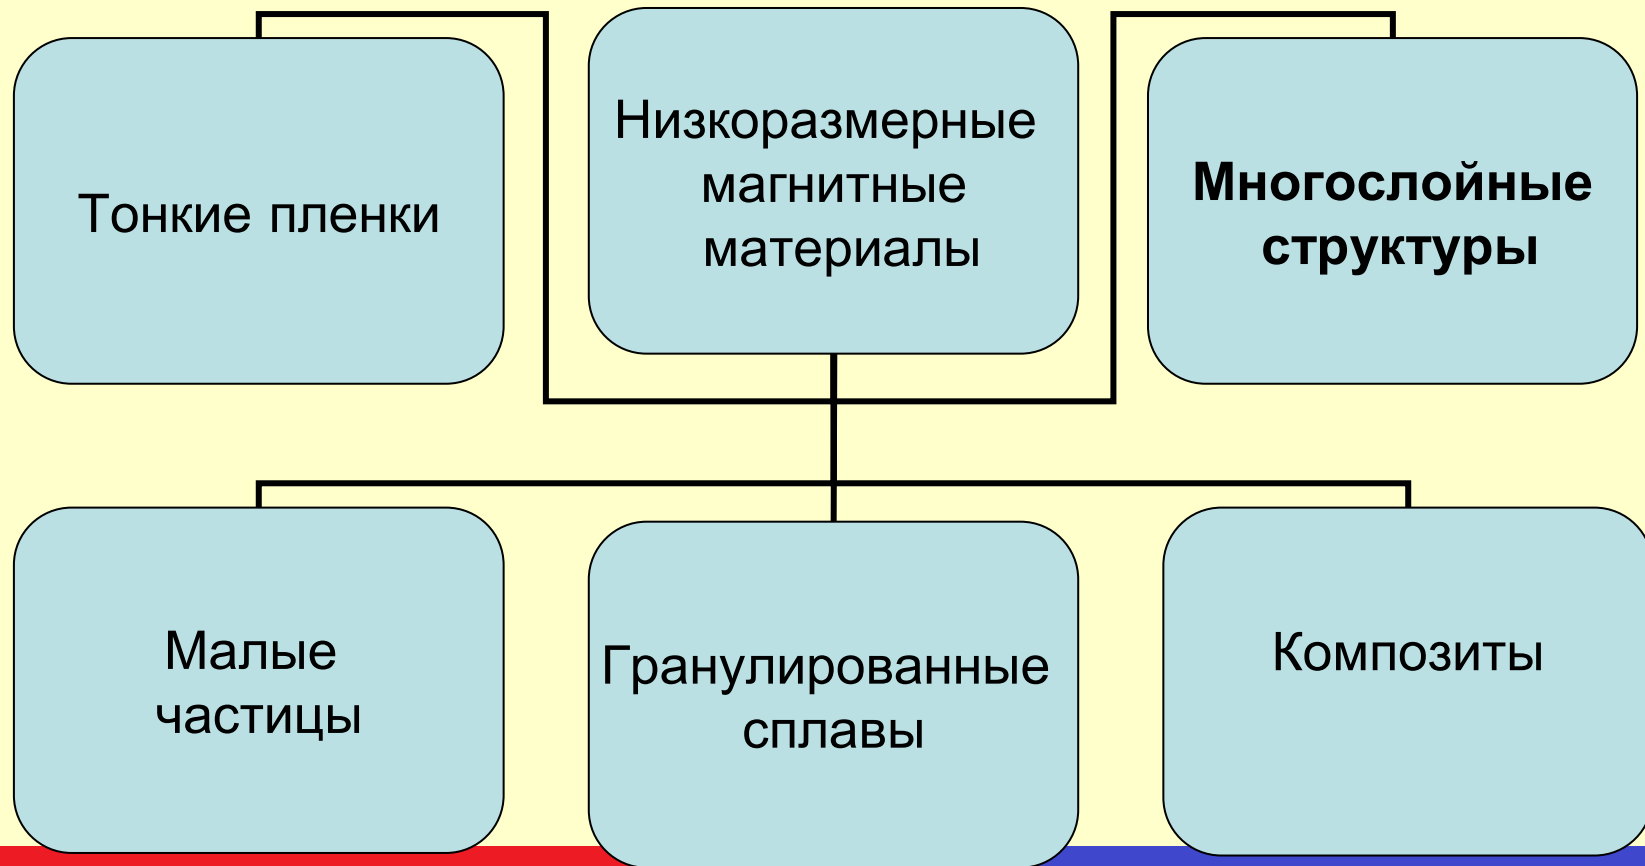 Тонкие пленки
Низкоразмерные
магнитные
материалы
Многослойные
структуры
Малые
частицы
Гранулированные
сплавы
Композиты